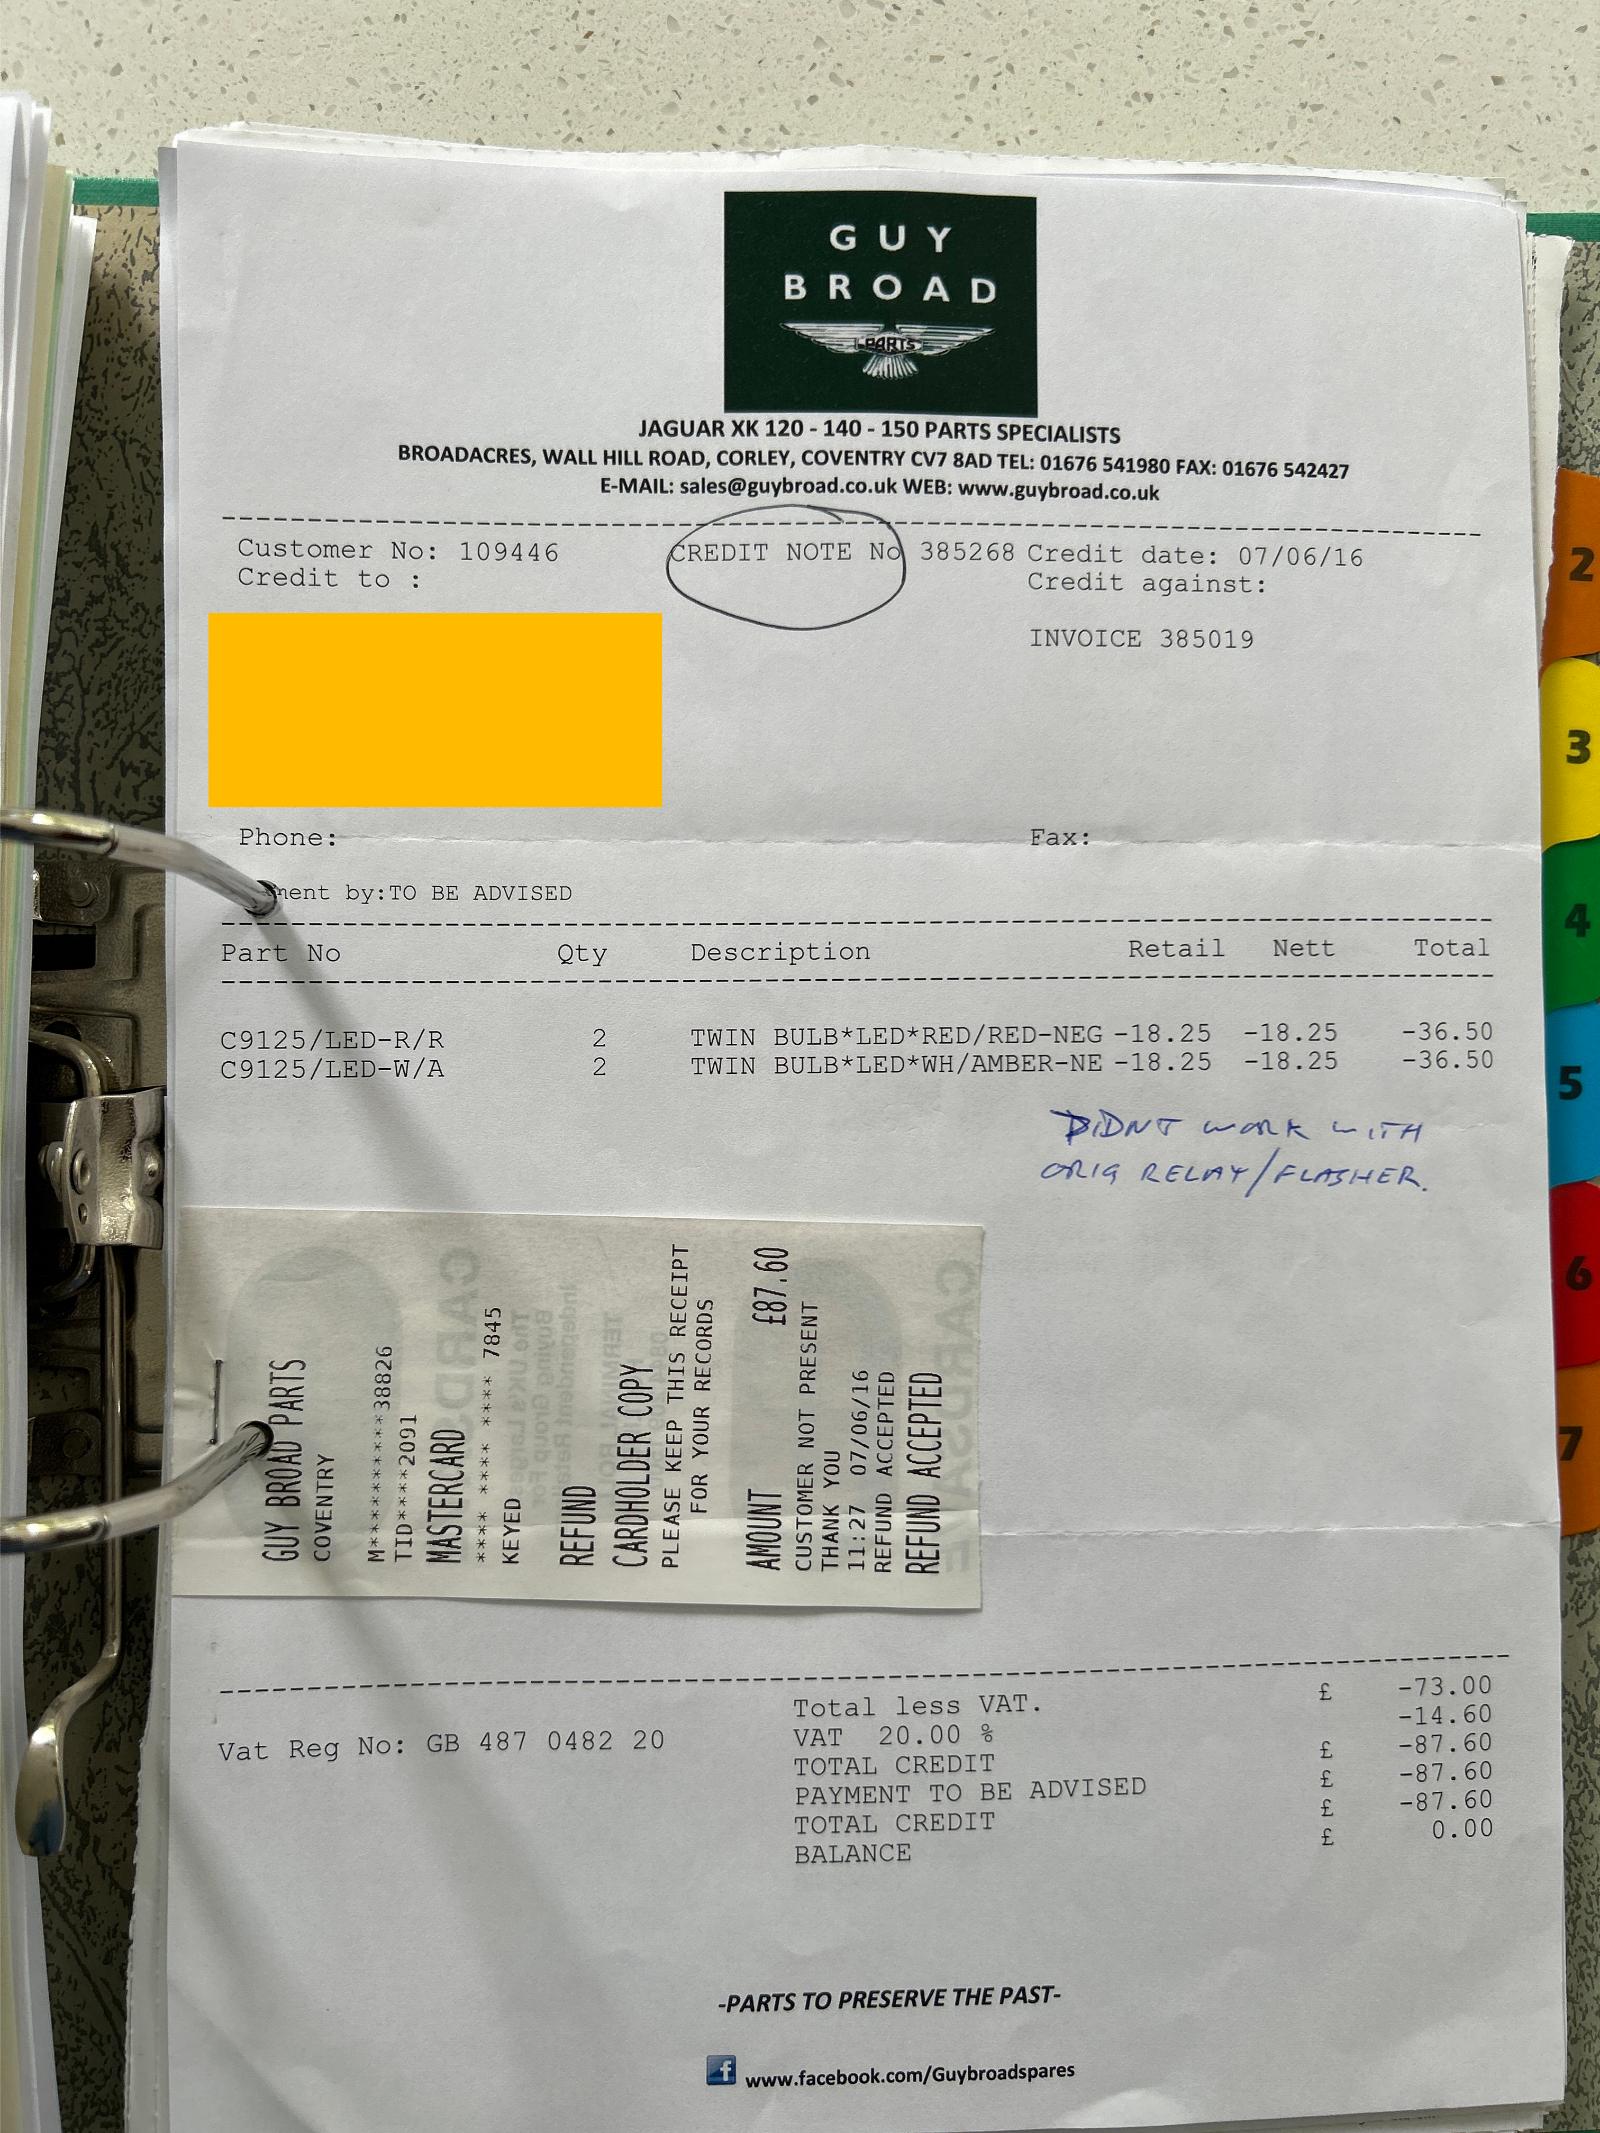 GUY
BROAD
PARTS
JAGUAR XK 120 - 140 - 150 PARTS SPECIALISTS
BROADACRES, WALL HILL ROAD, CORLEY, COVENTRY CV7 8AD TEL: 01676 541980 FAX: 01676 542427
E-MAIL: sales@guybroad.co.uk WEB: www.guybroad.co.uk
Customer No: 109446 CREDIT NOTE No 385268 Credit date: 07/06/16
Credit to : Credit against:
INVOICE 385019
Phone: Fax:
ment by:TO BE ADVISED
Part No Qty Description Retail Nett Total
C9125/LED-R/R 2 TWIN BULB*LED*RED/RED-NEG -18.25 -18.25 -36.50
C9125/LED-W/A 2 TWIN BULB*LED*WH/AMBER-NE -18.25 -18.25 -36.50
DIDNT WORK WITH
ORIG RELAY/FLASHER.
GUY BROAD PARTS
COVENTRY
M**********38826
TID****2091
MASTERCARD
**** **** **** 7845
KEYED
REFUND
CARDHOLDER COPY
PLEASE KEEP THIS RECEIPT
FOR YOUR RECORDS
AMOUNT £87.60
CUSTOMER NOT PRESENT
THANK YOU
11:27 07/06/16
REFUND ACCEPTED
REFUND ACCEPTED
Total less VAT. £ -73.00
VAT 20.00 % -14.60
Vat Reg No: GB 487 0482 20
TOTAL CREDIT £ -87.60
PAYMENT TO BE ADVISED £ -87.60
TOTAL CREDIT £ -87.60
BALANCE £ 0.00
-PARTS TO PRESERVE THE PAST-
www.facebook.com/Guybroadspares
2
3
4
5
6
7